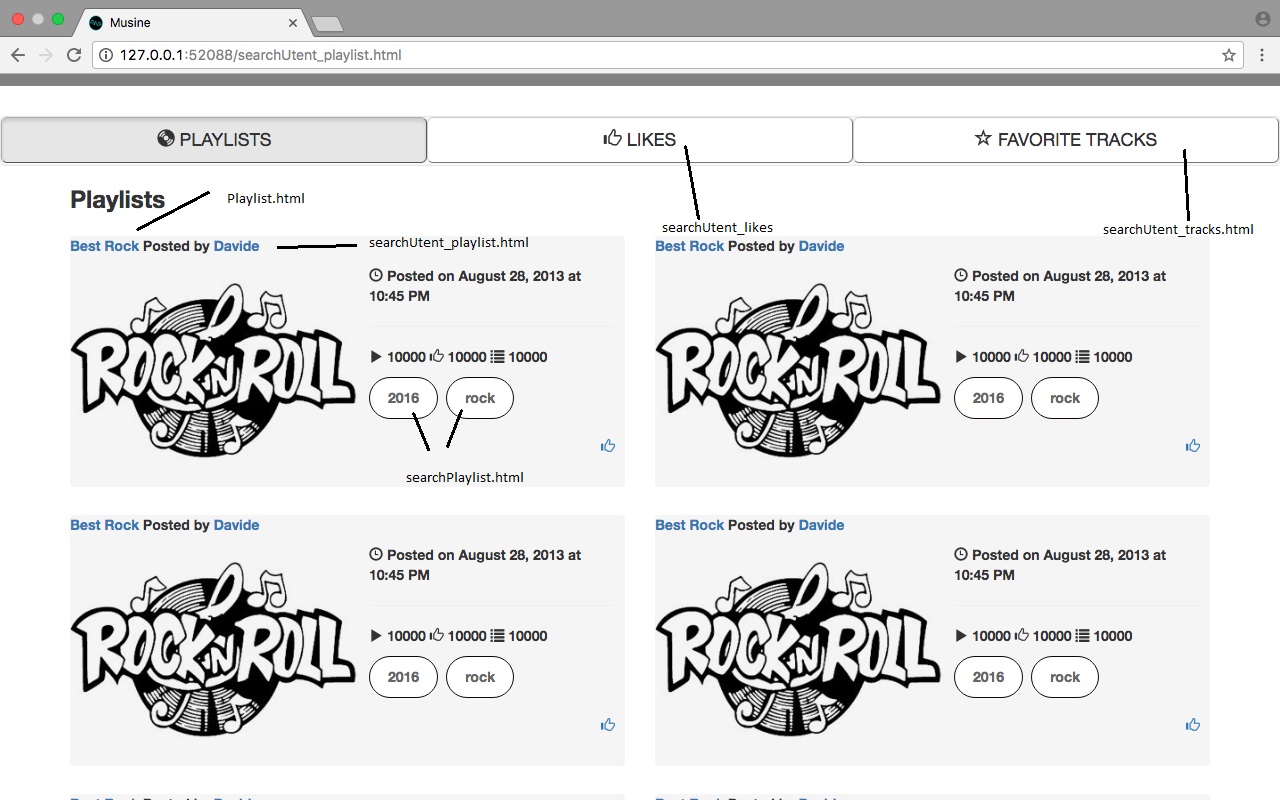 Musine
127.0.0.1:52088/searchUtent_playlist.html
PLAYLISTS
LIKES
FAVORITE TRACKS
Playlists
Playlist.html
searchUtent_likes
searchUtent_tracks.html
Best Rock Posted by Davide
searchUtent_playlist.html
Posted on August 28, 2013 at
10:45 PM
ROCK'N ROLL
10000 10000 10000
2016 rock
searchPlaylist.html
Best Rock Posted by Davide
Posted on August 28, 2013 at
10:45 PM
ROCK'N ROLL
10000 10000 10000
2016 rock
Best Rock Posted by Davide
Posted on August 28, 2013 at
10:45 PM
ROCK'N ROLL
10000 10000 10000
2016 rock
Best Rock Posted by Davide
Posted on August 28, 2013 at
10:45 PM
ROCK'N ROLL
10000 10000 10000
2016 rock